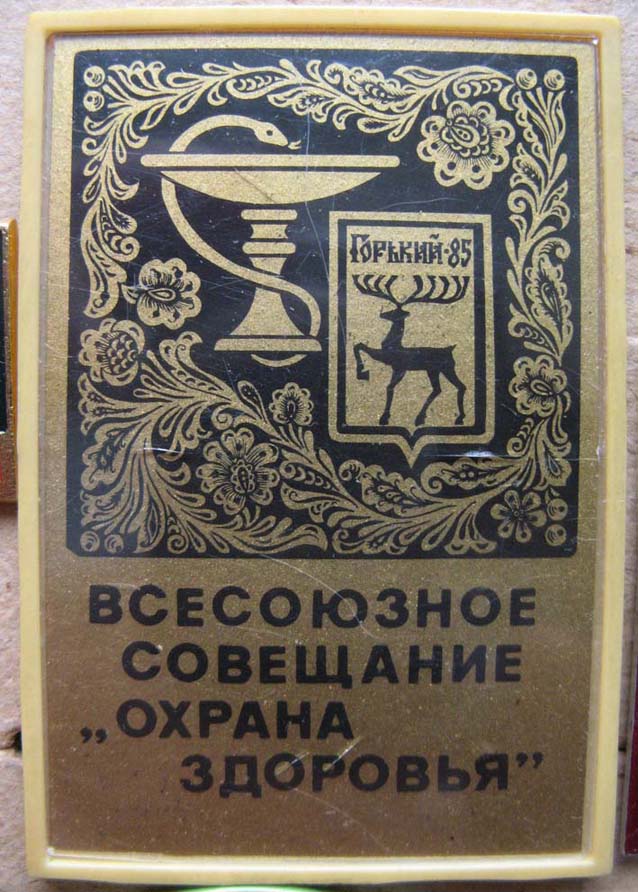 ГОРЬКИЙ·85
ВСЕСОЮЗНОЕ
СОВЕЩАНИЕ
„ОХРАНА
ЗДОРОВЬЯ”